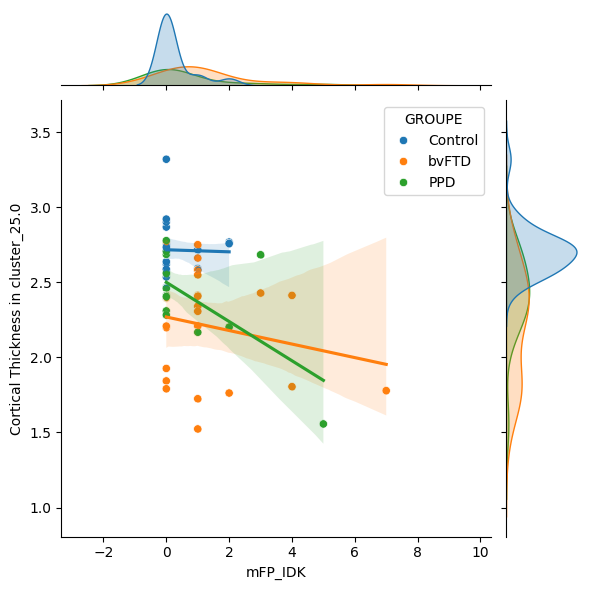 GROUPE
Control
bvFTD
PPD
Cortical Thickness in cluster_25.0
3.5
3.0
2.5
2.0
1.5
1.0
−2
0
2
4
6
8
10
mFP_IDK